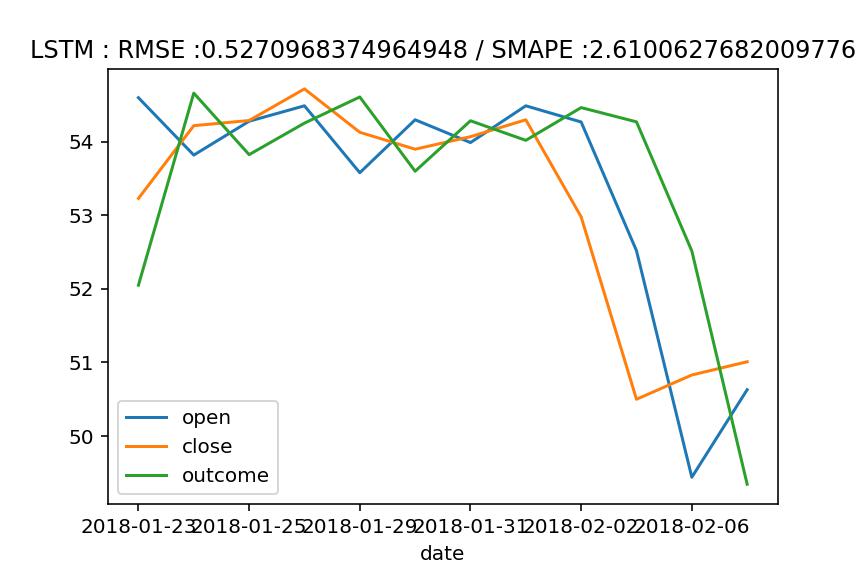 LSTM : RMSE :0.5270968374964948 / SMAPE :2.6100627682009776
54
53
52
51
50
open
close
outcome
2018-01-23 2018-01-25 2018-01-29 2018-01-31 2018-02-02 2018-02-06
date